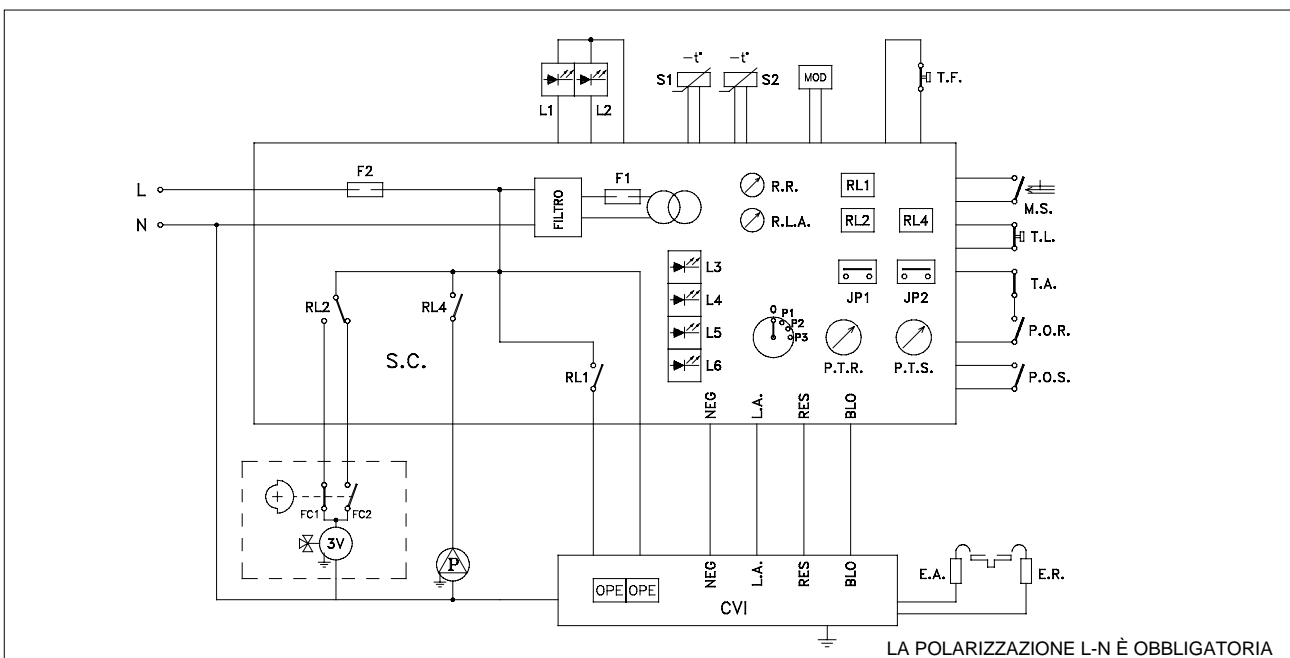 -t° -t°
S1 S2 MOD T.F.
L1 L2
F2 F1
L N
FILTRO
R.R. RL1
R.L.A. RL2 RL4
M.S.
T.L.
L3
L4
L5
L6
JP1 JP2
0 P1 P2 P3
P.T.R. P.T.S.
T.A.
P.O.R.
P.O.S.
RL2 RL4
S.C.
RL1
NEG L.A. RES BLO
FC1 FC2
3V
P
NEG L.A. RES BLO
OPE OPE
CVI
E.A. E.R.
LA POLARIZZAZIONE L-N È OBBLIGATORIA